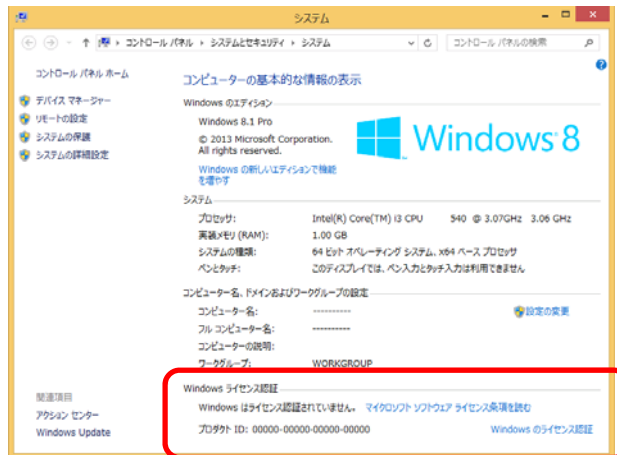 システム
コントロール パネル ▸ システムとセキュリティ ▸ システム
コントロール パネルの検索
コントロール パネル ホーム
デバイス マネージャー
リモートの設定
システムの保護
システムの詳細設定
コンピューターの基本的な情報の表示
Windows のエディション
Windows 8.1 Pro
© 2013 Microsoft Corporation.
All rights reserved.
Windows の新しいエディションで機能
を増やす
Windows 8
システム
プロセッサ: Intel(R) Core(TM) i3 CPU 540 @ 3.07GHz 3.06 GHz
実装メモリ (RAM): 1.00 GB
システムの種類: 64 ビット オペレーティング システム、x64 ベース プロセッサ
ペンとタッチ: このディスプレイでは、ペン入力とタッチ入力は利用できません
コンピューター名、ドメインおよびワークグループの設定
コンピューター名: ----------
設定の変更
フル コンピューター名: ----------
コンピューターの説明:
ワークグループ: WORKGROUP
Windows ライセンス認証
Windows はライセンス認証されていません。 マイクロソフト ソフトウェア ライセンス条項を読む
プロダクト ID: 00000-00000-00000-00000
Windows のライセンス認証
関連項目
アクション センター
Windows Update